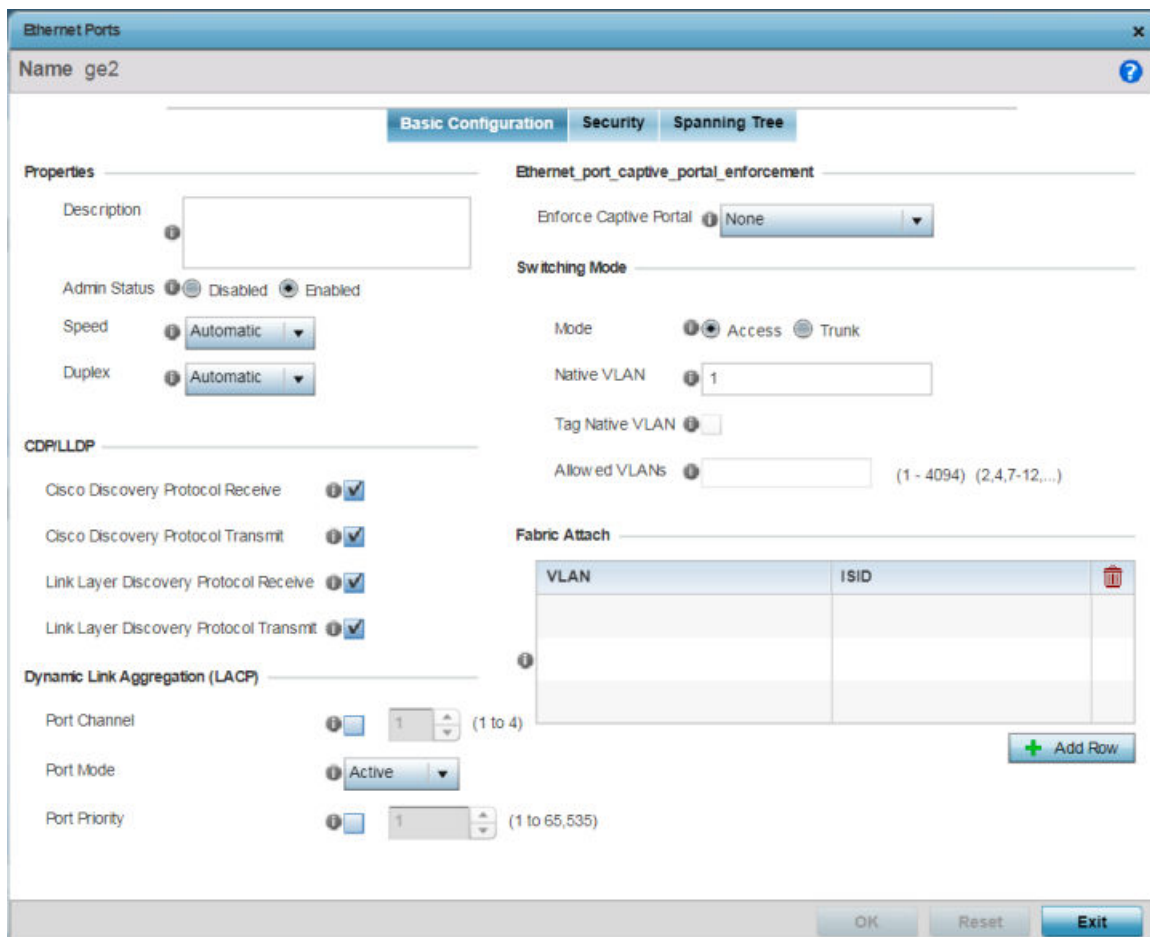 Ethernet Ports
×
Name ge2
?
Basic Configuration Security Spanning Tree
Properties
Description
Admin Status Disabled Enabled
Speed Automatic
Duplex Automatic
CDP/LLDP
Cisco Discovery Protocol Receive
Cisco Discovery Protocol Transmit
Link Layer Discovery Protocol Receive
Link Layer Discovery Protocol Transmit
Dynamic Link Aggregation (LACP)
Port Channel 1 (1 to 4)
Port Mode Active
Port Priority 1 (1 to 65,535)
Ethernet_port_captive_portal_enforcement
Enforce Captive Portal None
Switching Mode
Mode Access Trunk
Native VLAN 1
Tag Native VLAN
Allowed VLANs (1 - 4094) (2,4,7-12,...)
Fabric Attach
VLAN ISID
Add Row
OK Reset Exit